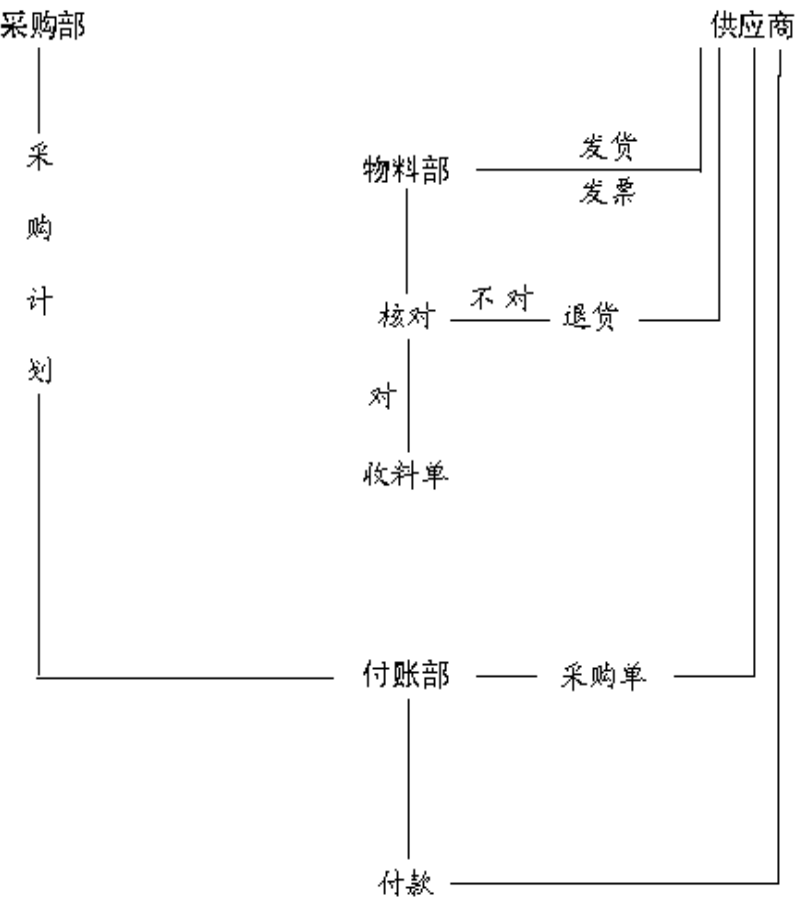 采购部
供应商
采购计划
物料部
发货
发票
核对
不对
退货
对
收料单
付账部
采购单
付款